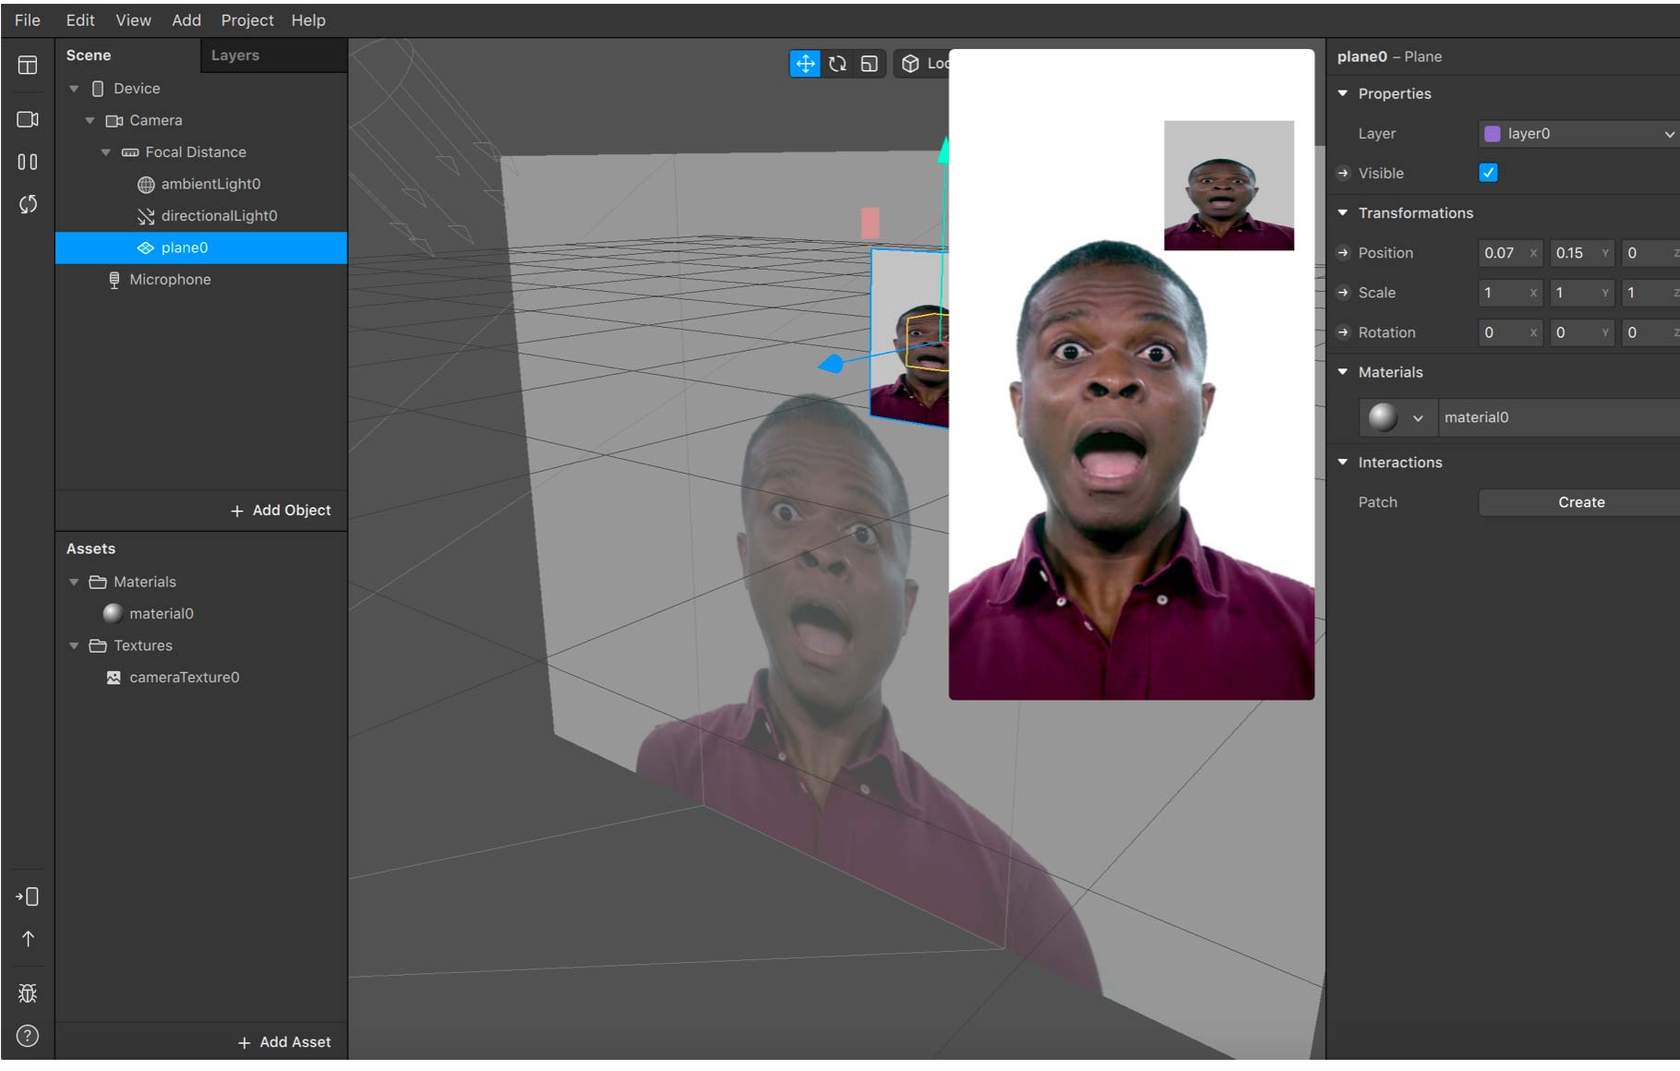 File Edit View Add Project Help
Scene Layers
Device
Camera
Focal Distance
ambientLight0
directionalLight0
plane0
Microphone
+ Add Object
Assets
Materials
material0
Textures
cameraTexture0
+ Add Asset
plane0 – Plane
Properties
Layer layer0
Visible
Transformations
Position 0.07 X 0.15 Y 0 Z
Scale 1 X 1 Y 1 Z
Rotation 0 X 0 Y 0 Z
Materials
material0
Interactions
Patch Create